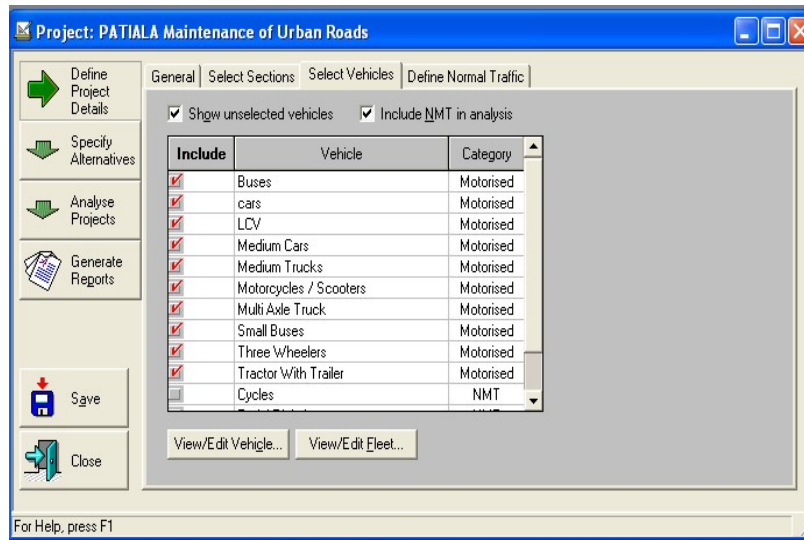 Project: PATIALA Maintenance of Urban Roads
Define
Project
Details
Specify
Alternatives
Analyse
Projects
Generate
Reports
Save
Close
General
Select Sections
Select Vehicles
Define Normal Traffic
Show unselected vehicles
Include NMT in analysis
Include Vehicle Category
Buses Motorised
cars Motorised
LCV Motorised
Medium Cars Motorised
Medium Trucks Motorised
Motorcycles / Scooters Motorised
Multi Axle Truck Motorised
Small Buses Motorised
Three Wheelers Motorised
Tractor With Trailer Motorised
Cycles NMT
View/Edit Vehicle...
View/Edit Fleet...
For Help, press F1